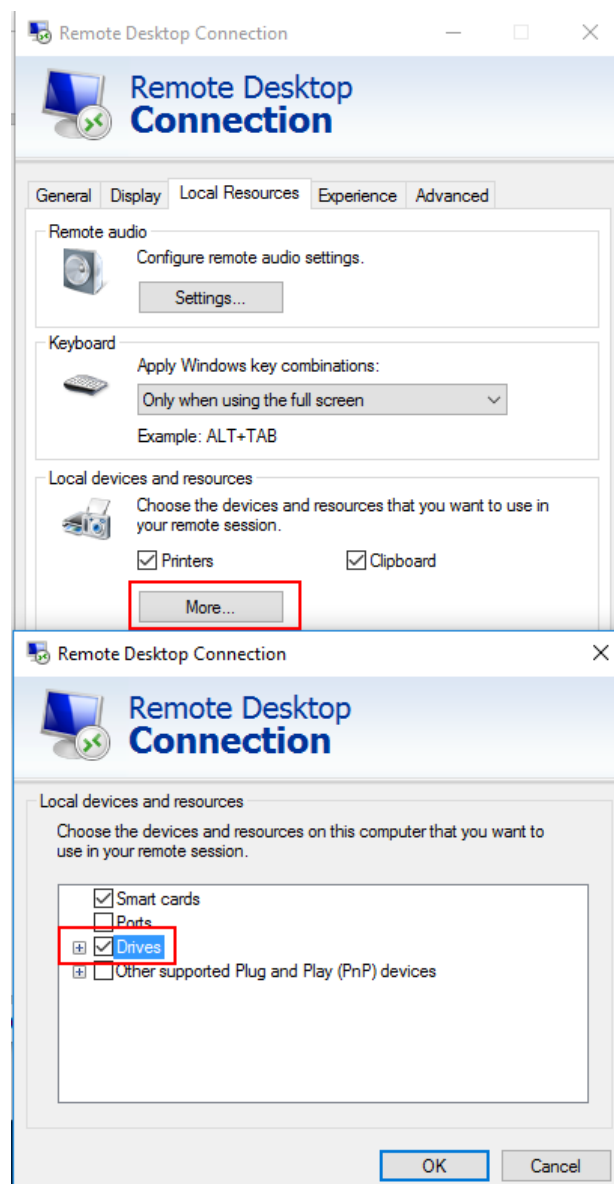 Remote Desktop Connection
Remote Desktop
Connection
General Display Local Resources Experience Advanced
Remote audio
Configure remote audio settings.
Settings...
Keyboard
Apply Windows key combinations:
Only when using the full screen
Example: ALT+TAB
Local devices and resources
Choose the devices and resources that you want to use in
your remote session.
Printers Clipboard
More...
Remote Desktop Connection
Remote Desktop
Connection
Local devices and resources
Choose the devices and resources on this computer that you want to
use in your remote session.
Smart cards
Ports
Drives
Other supported Plug and Play (PnP) devices
OK Cancel